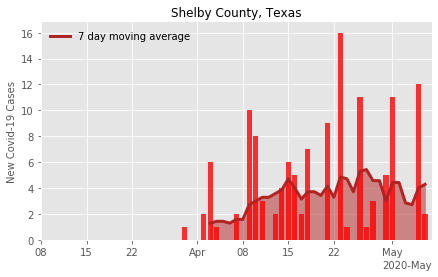 Shelby County, Texas
7 day moving average
New Covid-19 Cases
16
14
12
10
8
6
4
2
0
08 15 22 Apr 08 15 22 May
2020-May